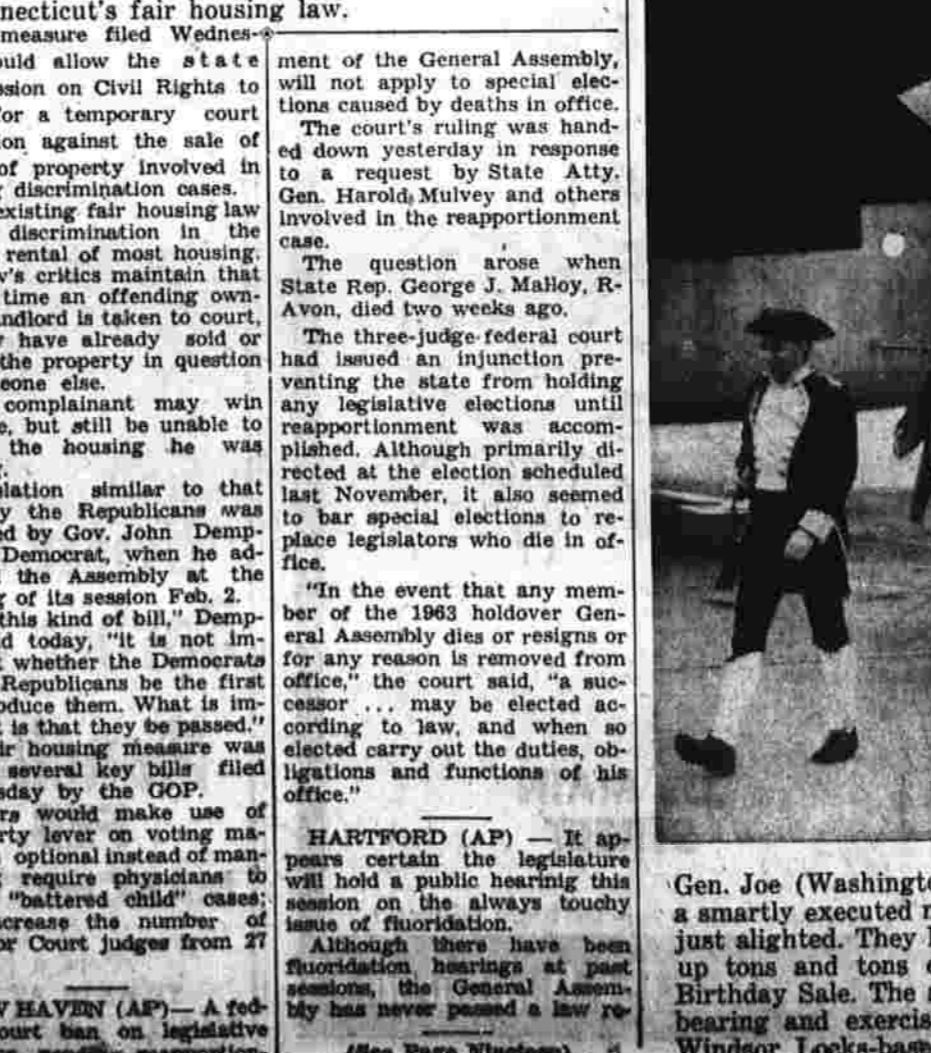 necticut's fair housing law.
measure filed Wednes-
ould allow the state
ssion on Civil Rights to
for a temporary court
ion against the sale of
of property involved in
discrimination cases.
existing fair housing law
discrimination in the
rental of most housing.
w's critics maintain that
time an offending own-
andlord is taken to court,
have already sold or
the property in question
eone else.
complainant may win
e, but still be unable to
the housing he was
g.
slation similar to that
y the Republicans was
ed by Gov. John Demp-
Democrat, when he ad-
the Assembly at the
g of its session Feb. 2.
this kind of bill," Demp-
d today, "it is not im-
t whether the Democrats
Republicans be the first
oduce them. What is im-
t is that they be passed."
ir housing measure was
several key bills filed
sday by the GOP.
rs would make use of
rty lever on voting ma-
optional instead of man-
require physicians to
"battered child" cases;
crease the number of
or Court judges from 27
W HAVEN (AP)— A fed-
ourt ban on legislative
ment of the General Assembly,
will not apply to special elec-
tions caused by deaths in office.
The court's ruling was hand-
ed down yesterday in response
to a request by State Atty.
Gen. Harold Mulvey and others
involved in the reapportionment
case.
The question arose when
State Rep. George J. Malloy, R-
Avon, died two weeks ago.
The three-judge federal court
had issued an injunction pre-
venting the state from holding
any legislative elections until
reapportionment was accom-
plished. Although primarily di-
rected at the election scheduled
last November, it also seemed
to bar special elections to re-
place legislators who die in of-
fice.
"In the event that any mem-
ber of the 1963 holdover Gen-
eral Assembly dies or resigns or
for any reason is removed from
office," the court said, "a suc-
cessor ... may be elected ac-
cording to law, and when so
elected carry out the duties, ob-
ligations and functions of his
office."
HARTFORD (AP) — It ap-
pears certain the legislature
will hold a public hearinig this
session on the always touchy
issue of fluoridation.
Although there have been
fluoridation hearings at past
sessions, the General Assem-
bly has never passed a law re-
(See Page Nineteen)
Gen. Joe (Washingto
a smartly executed
just alighted. They
up tons and tons
Birthday Sale. The
bearing and exercis
Windsor Locks-bas